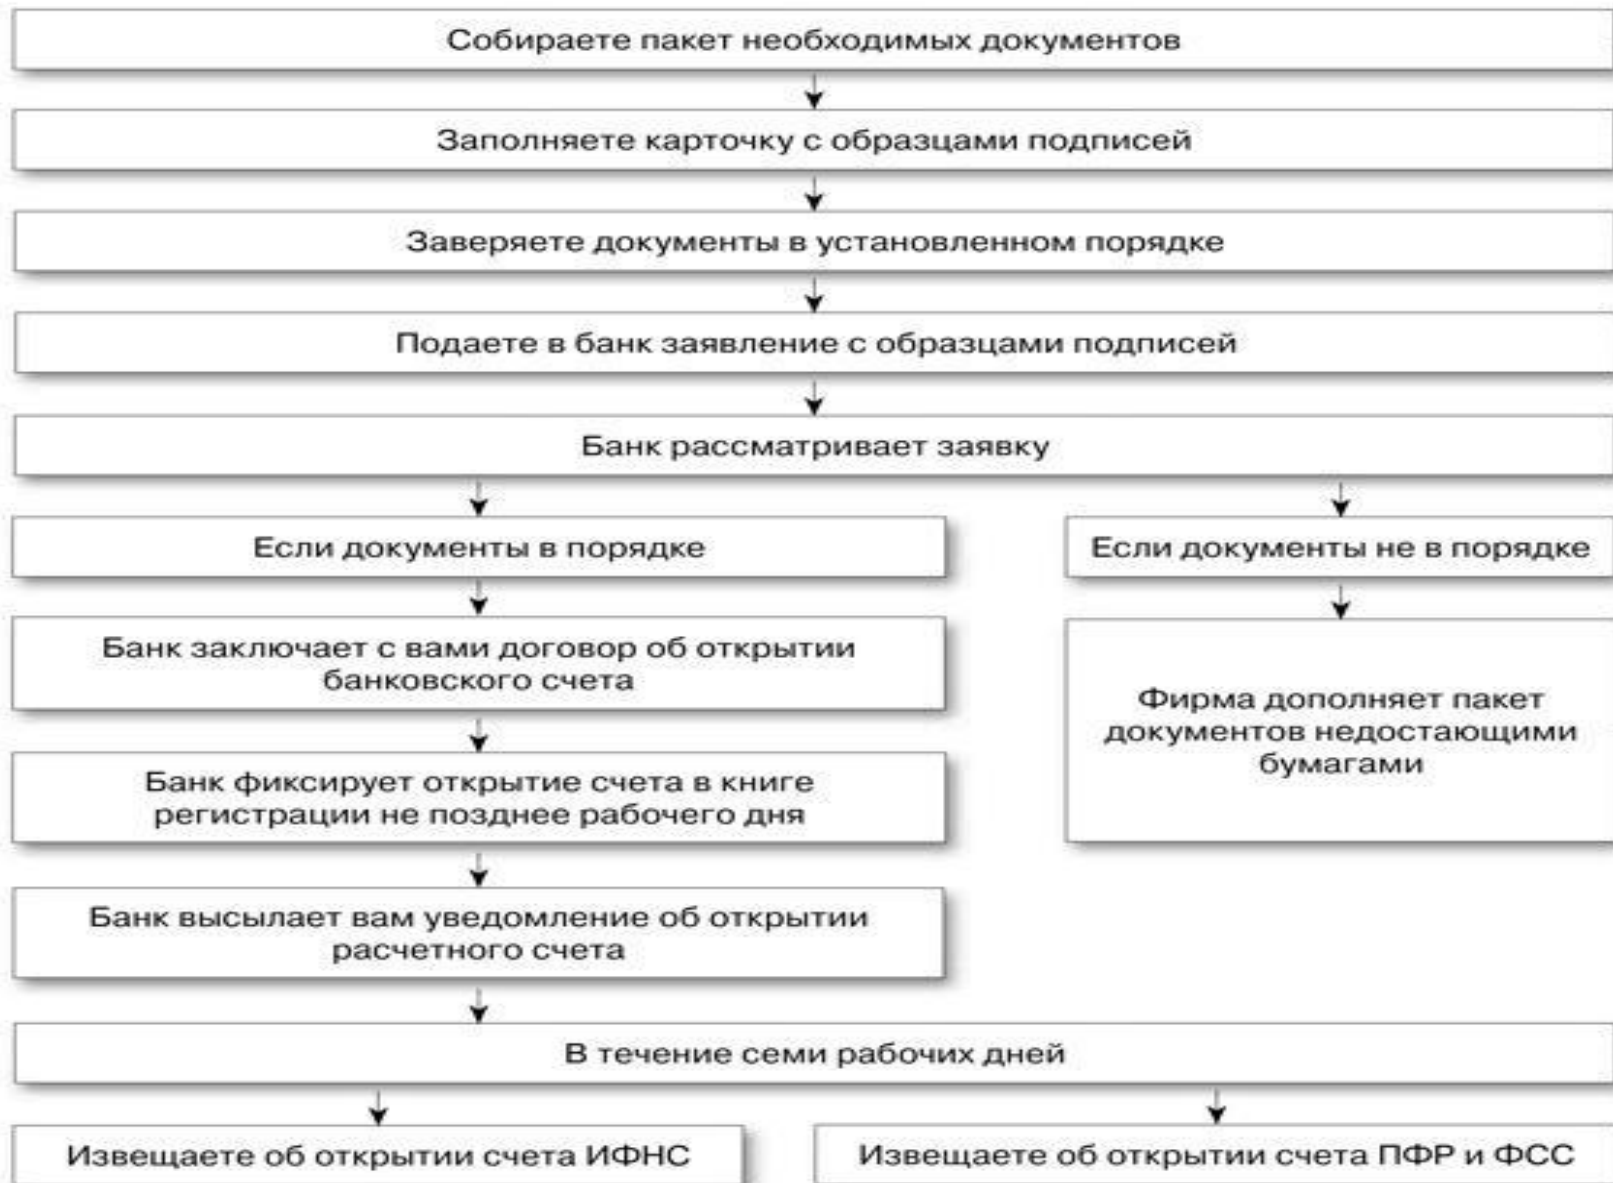 Собираете пакет необходимых документов
Заполняете карточку с образцами подписей
Заверяете документы в установленном порядке
Подаете в банк заявление с образцами подписей
Банк рассматривает заявку
Если документы в порядке
Если документы не в порядке
Банк заключает с вами договор об открытии
банковского счета
Фирма дополняет пакет
документов недостающими
бумагами
Банк фиксирует открытие счета в книге
регистрации не позднее рабочего дня
Банк высылает вам уведомление об открытии
расчетного счета
В течение семи рабочих дней
Извещаете об открытии счета ИФНС
Извещаете об открытии счета ПФР и ФСС